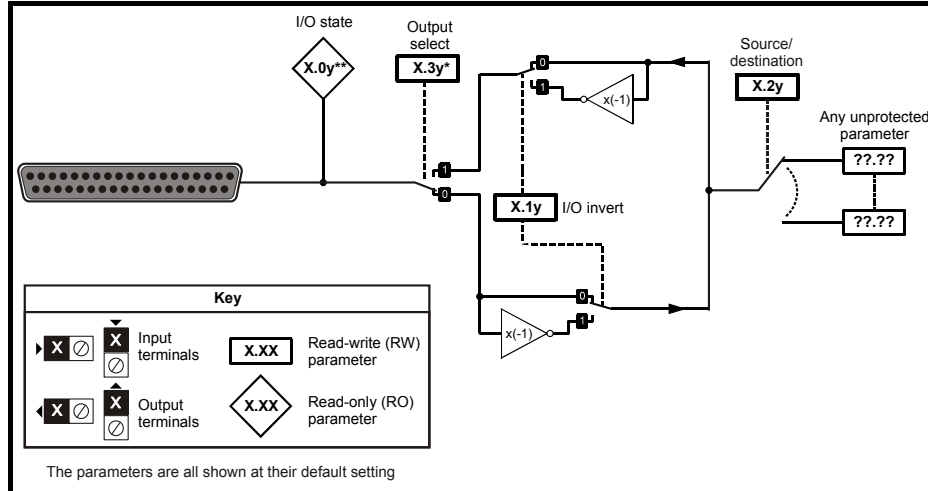 I/O state
X.0y**
Output
select
X.3y*
0
1
x(-1)
Source/
destination
X.2y
Any unprotected
parameter
??.??
??.??
1
0
X.1y
I/O invert
0
1
x(-1)
Key
X
X
Input
terminals
X.XX
Read-write (RW)
parameter
X
X
Output
terminals
X.XX
Read-only (RO)
parameter
The parameters are all shown at their default setting